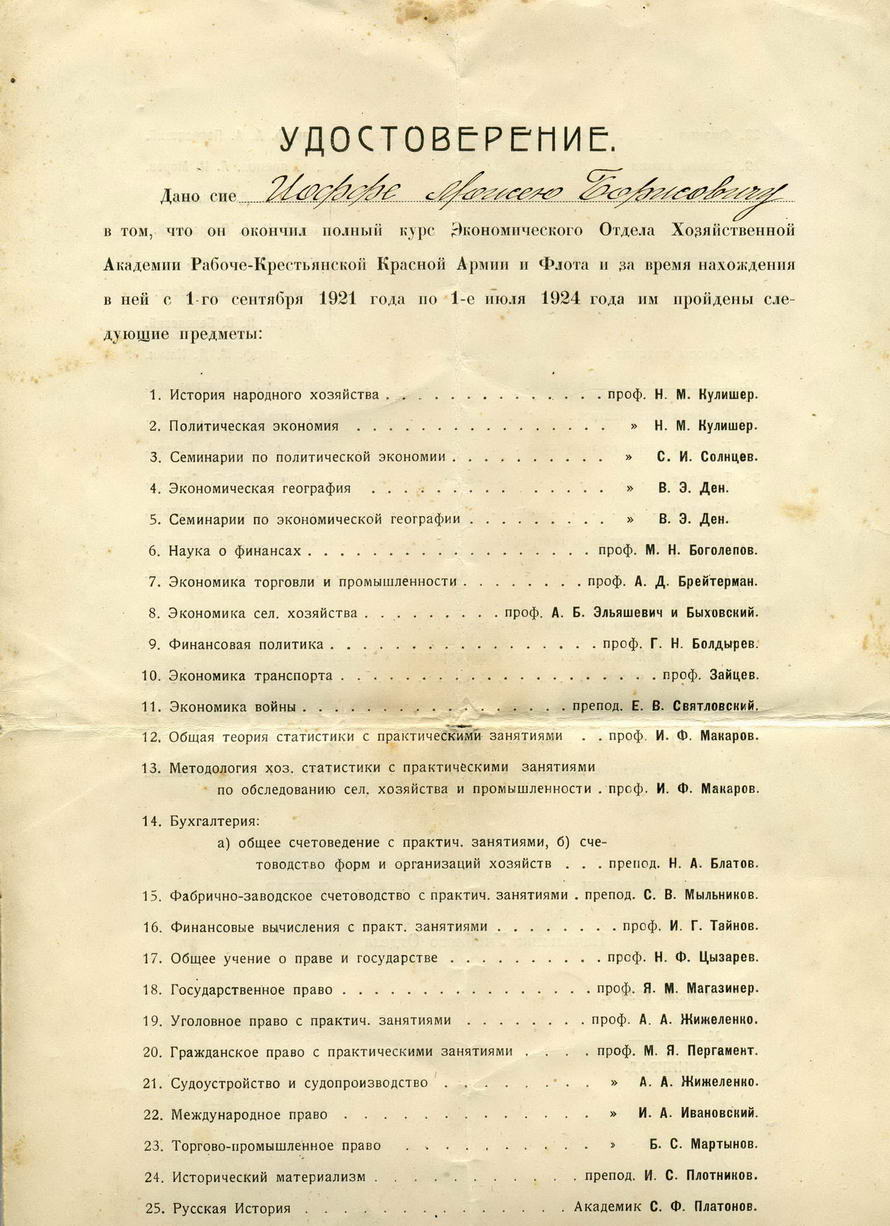 УДОСТОВЕРЕНИЕ.
Дано сие Иоффе Моисею Борисовичу
в том, что он окончил полный курс Экономического Отдела Хозяйственной
Академии Рабоче-Крестьянской Красной Армии и Флота и за время нахождения
в ней с 1-го сентября 1921 года по 1-е июля 1924 года им пройдены сле-
дующие предметы:
1. История народного хозяйства . . . . . . . . . . . . . . проф. Н. М. Кулишер.
2. Политическая экономия . . . . . . . . . . . . . . . . » Н. М. Кулишер.
3. Семинарии по политической экономии . . . . . . . . . . » С. И. Солнцев.
4. Экономическая география . . . . . . . . . . . . . . . » В. Э. Ден.
5. Семинарии по экономической географии . . . . . . . . . » В. Э. Ден.
6. Наука о финансах . . . . . . . . . . . . . . . . . . проф. М. Н. Боголепов.
7. Экономика торговли и промышленности . . . . . . . . проф. А. Д. Брейтерман.
8. Экономика сел. хозяйства . . . . . . . . . проф. А. Б. Эльяшевич и Быховский.
9. Финансовая политика . . . . . . . . . . . . . . . . . проф. Г. Н. Болдырев.
10. Экономика транспорта . . . . . . . . . . . . . . . . . . . . проф. Зайцев.
11. Экономика войны . . . . . . . . . . . . . . . . . препод. Е. В. Святловский.
12. Общая теория статистики с практическими занятиями . . проф. И. Ф. Макаров.
13. Методология хоз. статистики с практическими занятиями
по обследованию сел. хозяйства и промышленности . проф. И. Ф. Макаров.
14. Бухгалтерия:
а) общее счетоведение с практич. занятиями, б) сче-
товодство форм и организаций хозяйств . . . препод. Н. А. Блатов.
15. Фабрично-заводское счетоводство с практич. занятиями . препод. С. В. Мыльников.
16. Финансовые вычисления с практ. занятиями . . . . . . . . проф. И. Г. Тайнов.
17. Общее учение о праве и государстве . . . . . . . . . . проф. Н. Ф. Цызарев.
18. Государственное право . . . . . . . . . . . . . . . . проф. Я. М. Магазинер.
19. Уголовное право с практич. занятиями . . . . . . . . проф. А. А. Жижеленко.
20. Гражданское право с практическими занятиями . . . . проф. М. Я. Пергамент.
21. Судоустройство и судопроизводство . . . . . . . . » А. А. Жижеленко.
22. Международное право . . . . . . . . . . . . . » И. А. Ивановский.
23. Торгово-промышленное право . . . . . . . . . . » Б. С. Мартынов.
24. Исторический материализм . . . . . . . . . . . . препод. И. С. Плотников.
25. Русская История . . . . . . . . . . . . . . . Академик С. Ф. Платонов.